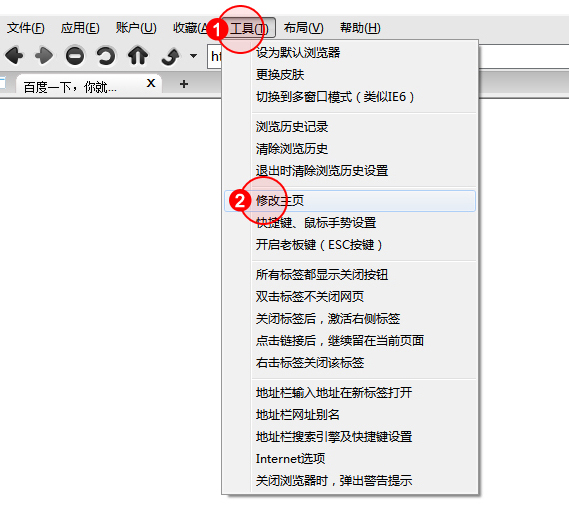 文件(F) 应用(E) 账户(U) 收藏(A) 1 工具(T) 布局(V) 帮助(H)
ht
百度一下，你就... X +
设为默认浏览器
更换皮肤
切换到多窗口模式（类似IE6）
浏览历史记录
清除浏览历史
退出时清除浏览历史设置
2 修改主页
快捷键、鼠标手势设置
开启老板键（ESC按键）
所有标签都显示关闭按钮
双击标签不关闭网页
关闭标签后，激活右侧标签
点击链接后，继续留在当前页面
右击标签关闭该标签
地址栏输入地址在新标签打开
地址栏网址别名
地址栏搜索引擎及快捷键设置
Internet选项
关闭浏览器时，弹出警告提示